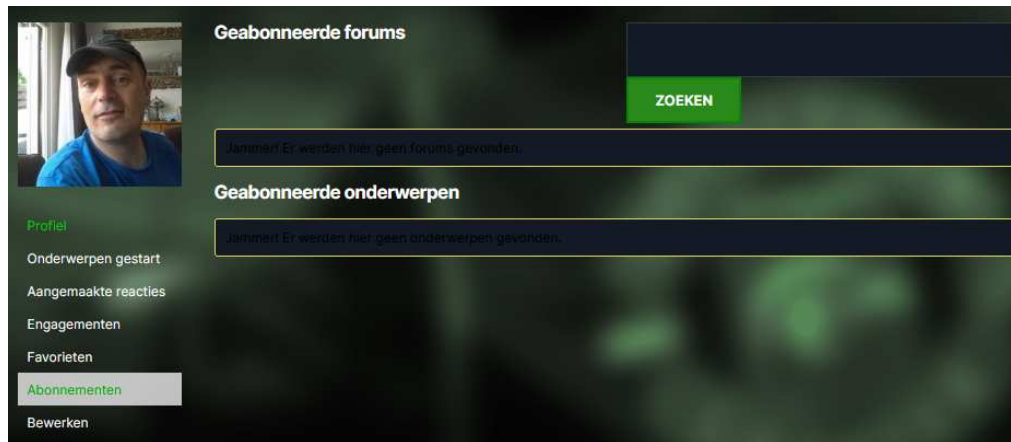 Geabonneerde forums
ZOEKEN
Jammer! Er werden hier geen forums gevonden.
Geabonneerde onderwerpen
Jammer! Er werden hier geen onderwerpen gevonden.
Profiel
Onderwerpen gestart
Aangemaakte reacties
Engagementen
Favorieten
Abonnementen
Bewerken